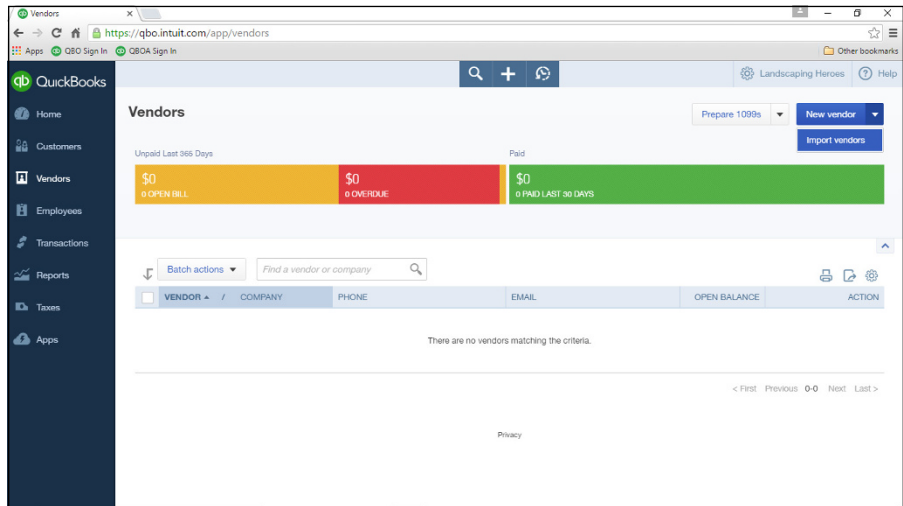 Vendors
https://qbo.intuit.com/app/vendors
Apps QBO Sign In QBOA Sign In Other bookmarks
qb QuickBooks
Landscaping Heroes ? Help
Home
Customers
Vendors
Employees
Transactions
Reports
Taxes
Apps
Vendors
Prepare 1099s New vendor
Import vendors
Unpaid Last 365 Days Paid
$0 $0 $0
0 OPEN BILL 0 OVERDUE 0 PAID LAST 30 DAYS
Batch actions Find a vendor or company
VENDOR / COMPANY PHONE EMAIL OPEN BALANCE ACTION
There are no vendors matching the criteria.
< First Previous 0-0 Next Last >
Privacy